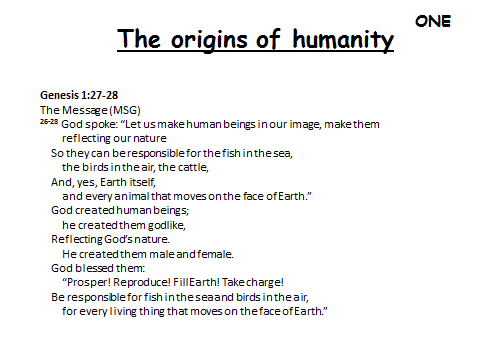 ONE
The origins of humanity
Genesis 1:27-28
The Message (MSG)
26-28 God spoke: “Let us make human beings in our image, make them
reflecting our nature
So they can be responsible for the fish in the sea,
the birds in the air, the cattle,
And, yes, Earth itself,
and every animal that moves on the face of Earth.”
God created human beings;
he created them godlike,
Reflecting God’s nature.
He created them male and female.
God blessed them:
“Prosper! Reproduce! Fill Earth! Take charge!
Be responsible for fish in the sea and birds in the air,
for every living thing that moves on the face of Earth.”